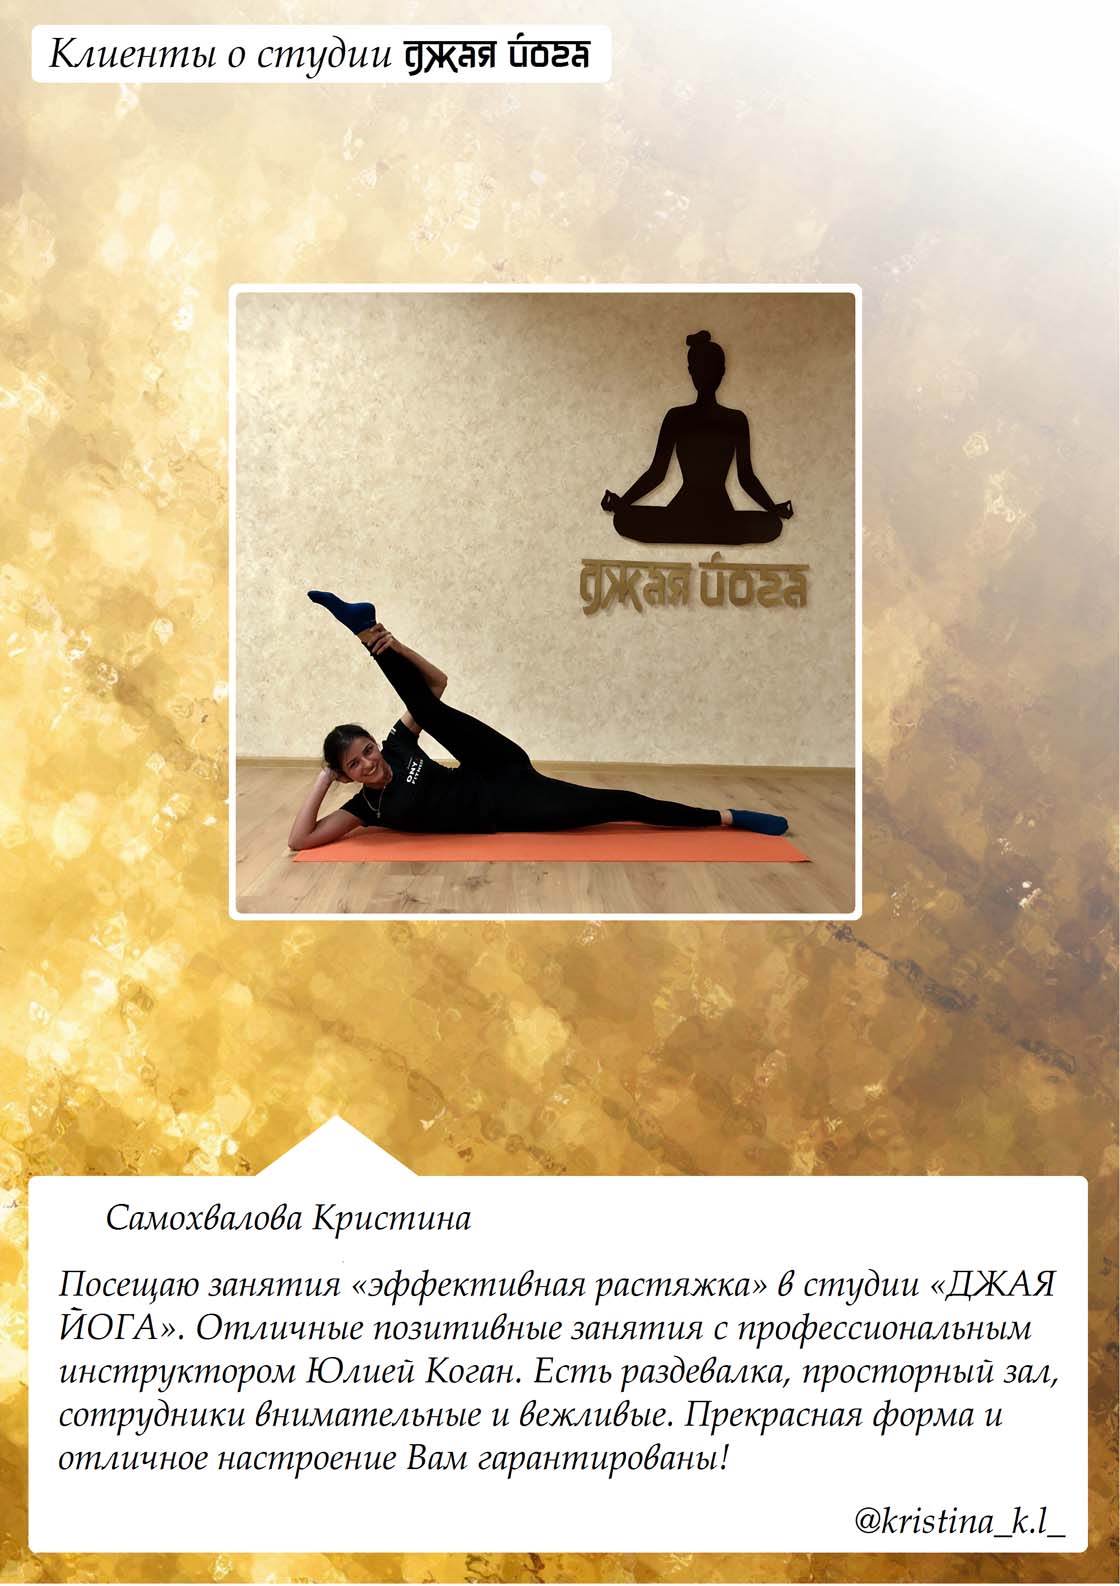 Клиенты о студии джая йога
джая йога
Самохвалова Кристина
Посещаю занятия «эффективная растяжка» в студии «ДЖАЯ
ЙОГА». Отличные позитивные занятия с профессиональным
инструктором Юлией Коган. Есть раздевалка, просторный зал,
сотрудники внимательные и вежливые. Прекрасная форма и
отличное настроение Вам гарантированы!
@kristina_k.l_